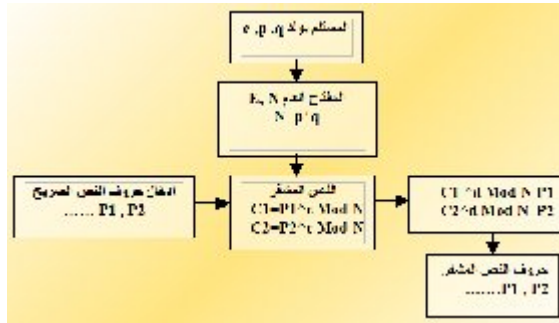 المستلم يولد e ,p ,q
المفتاح العام E, N
N p*q
ادخال حروف النص الصريح
...... P1 , P2
النص المشفر
C1=P1^e Mod N
C2=P2^e Mod N
C1^d Mod N P1
C2^d Mod N P2
حروف النص المشفر
.......P1 , P2